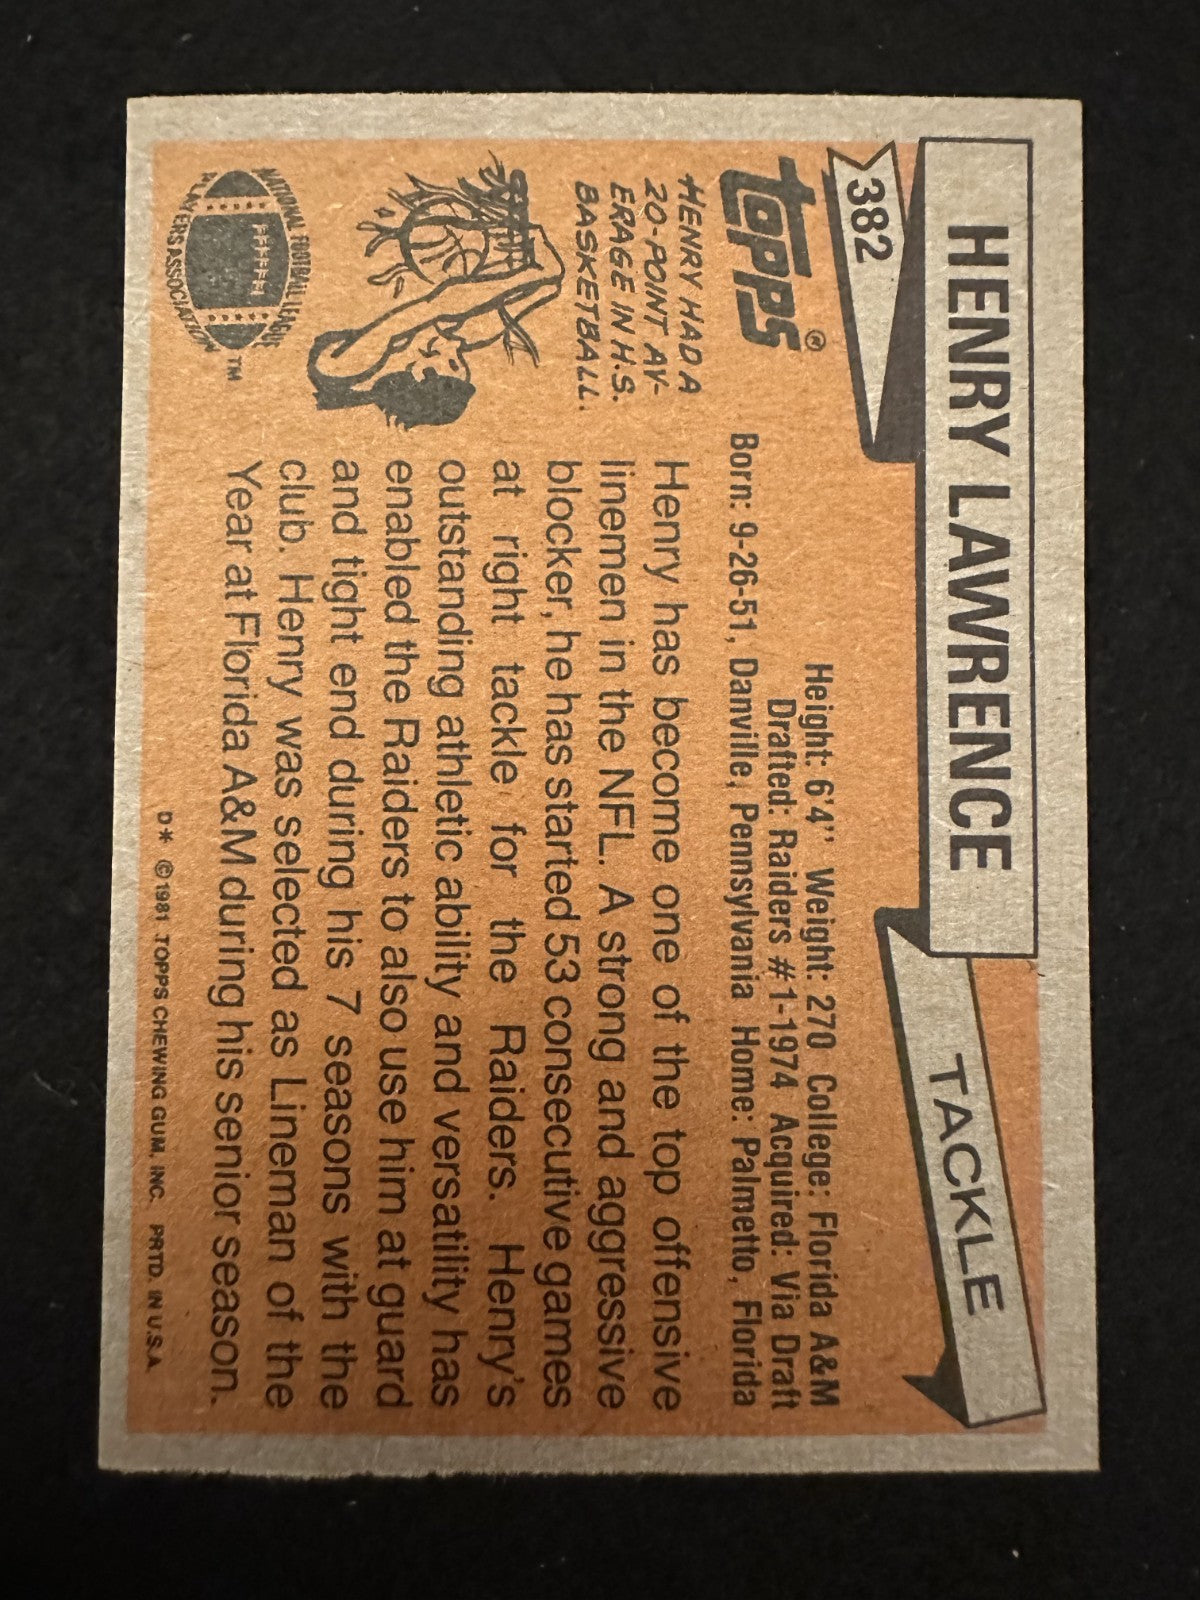 382
HENRY LAWRENCE
TACKLE
topps®
Height: 6'4'' Weight: 270 College: Florida A&M
Drafted: Raiders #1-1974 Acquired: Via Draft
Born: 9-26-51, Danville, Pennsylvania Home: Palmetto, Florida
HENRY HAD A
20-POINT AV-
ERAGE IN H.S.
BASKETBALL.
Henry has become one of the top offensive
linemen in the NFL. A strong and aggressive
blocker, he has started 53 consecutive games
at right tackle for the Raiders. Henry's
outstanding athletic ability and versatility has
enabled the Raiders to also use him at guard
and tight end during his 7 seasons with the
club. Henry was selected as Lineman of the
Year at Florida A&M during his senior season.
NATIONAL FOOTBALL LEAGUE
PLAYERS ASSOCIATION
TM
D* © 1981 TOPPS CHEWING GUM, INC. PRTD. IN U.S.A.